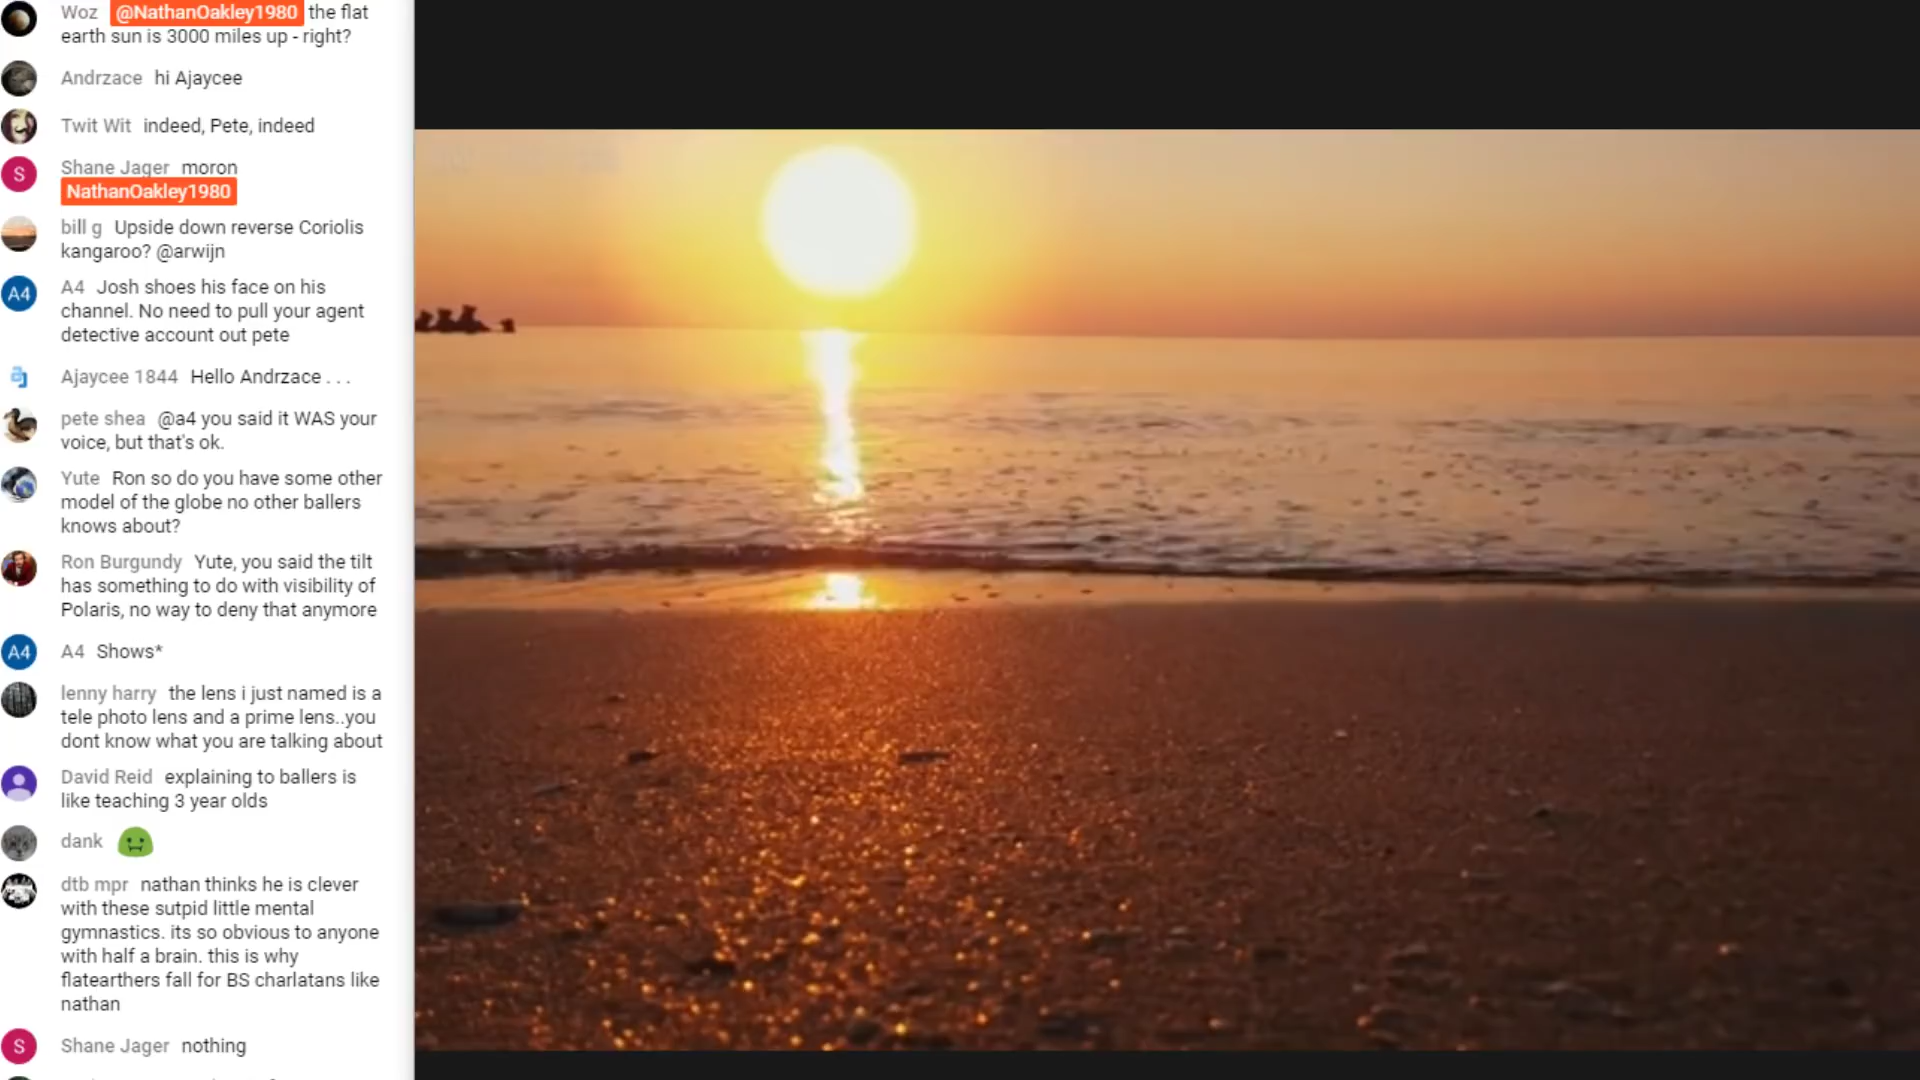 Woz @NathanOakley1980 the flat
earth sun is 3000 miles up - right?
Andrzace hi Ajaycee
Twit Wit indeed, Pete, indeed
S Shane Jager moron
NathanOakley1980
bill g Upside down reverse Coriolis
kangaroo? @arwijn
A4 A4 Josh shoes his face on his
channel. No need to pull your agent
detective account out pete
Ajaycee 1844 Hello Andrzace . . .
pete shea @a4 you said it WAS your
voice, but that's ok.
Yute Ron so do you have some other
model of the globe no other ballers
knows about?
Ron Burgundy Yute, you said the tilt
has something to do with visibility of
Polaris, no way to deny that anymore
A4 A4 Shows*
lenny harry the lens i just named is a
tele photo lens and a prime lens..you
dont know what you are talking about
David Reid explaining to ballers is
like teaching 3 year olds
dank
dtb mpr nathan thinks he is clever
with these sutpid little mental
gymnastics. its so obvious to anyone
with half a brain. this is why
flatearthers fall for BS charlatans like
nathan
S Shane Jager nothing